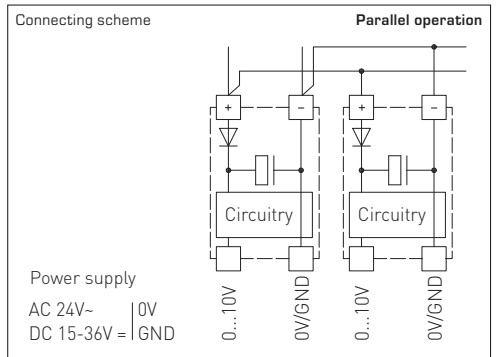 Connecting scheme
Parallel operation
+
−
+
−
Circuitry
Circuitry
Power supply
AC 24V~ 0V
DC 15-36V = GND
0...10V
0V/GND
0...10V
0V/GND